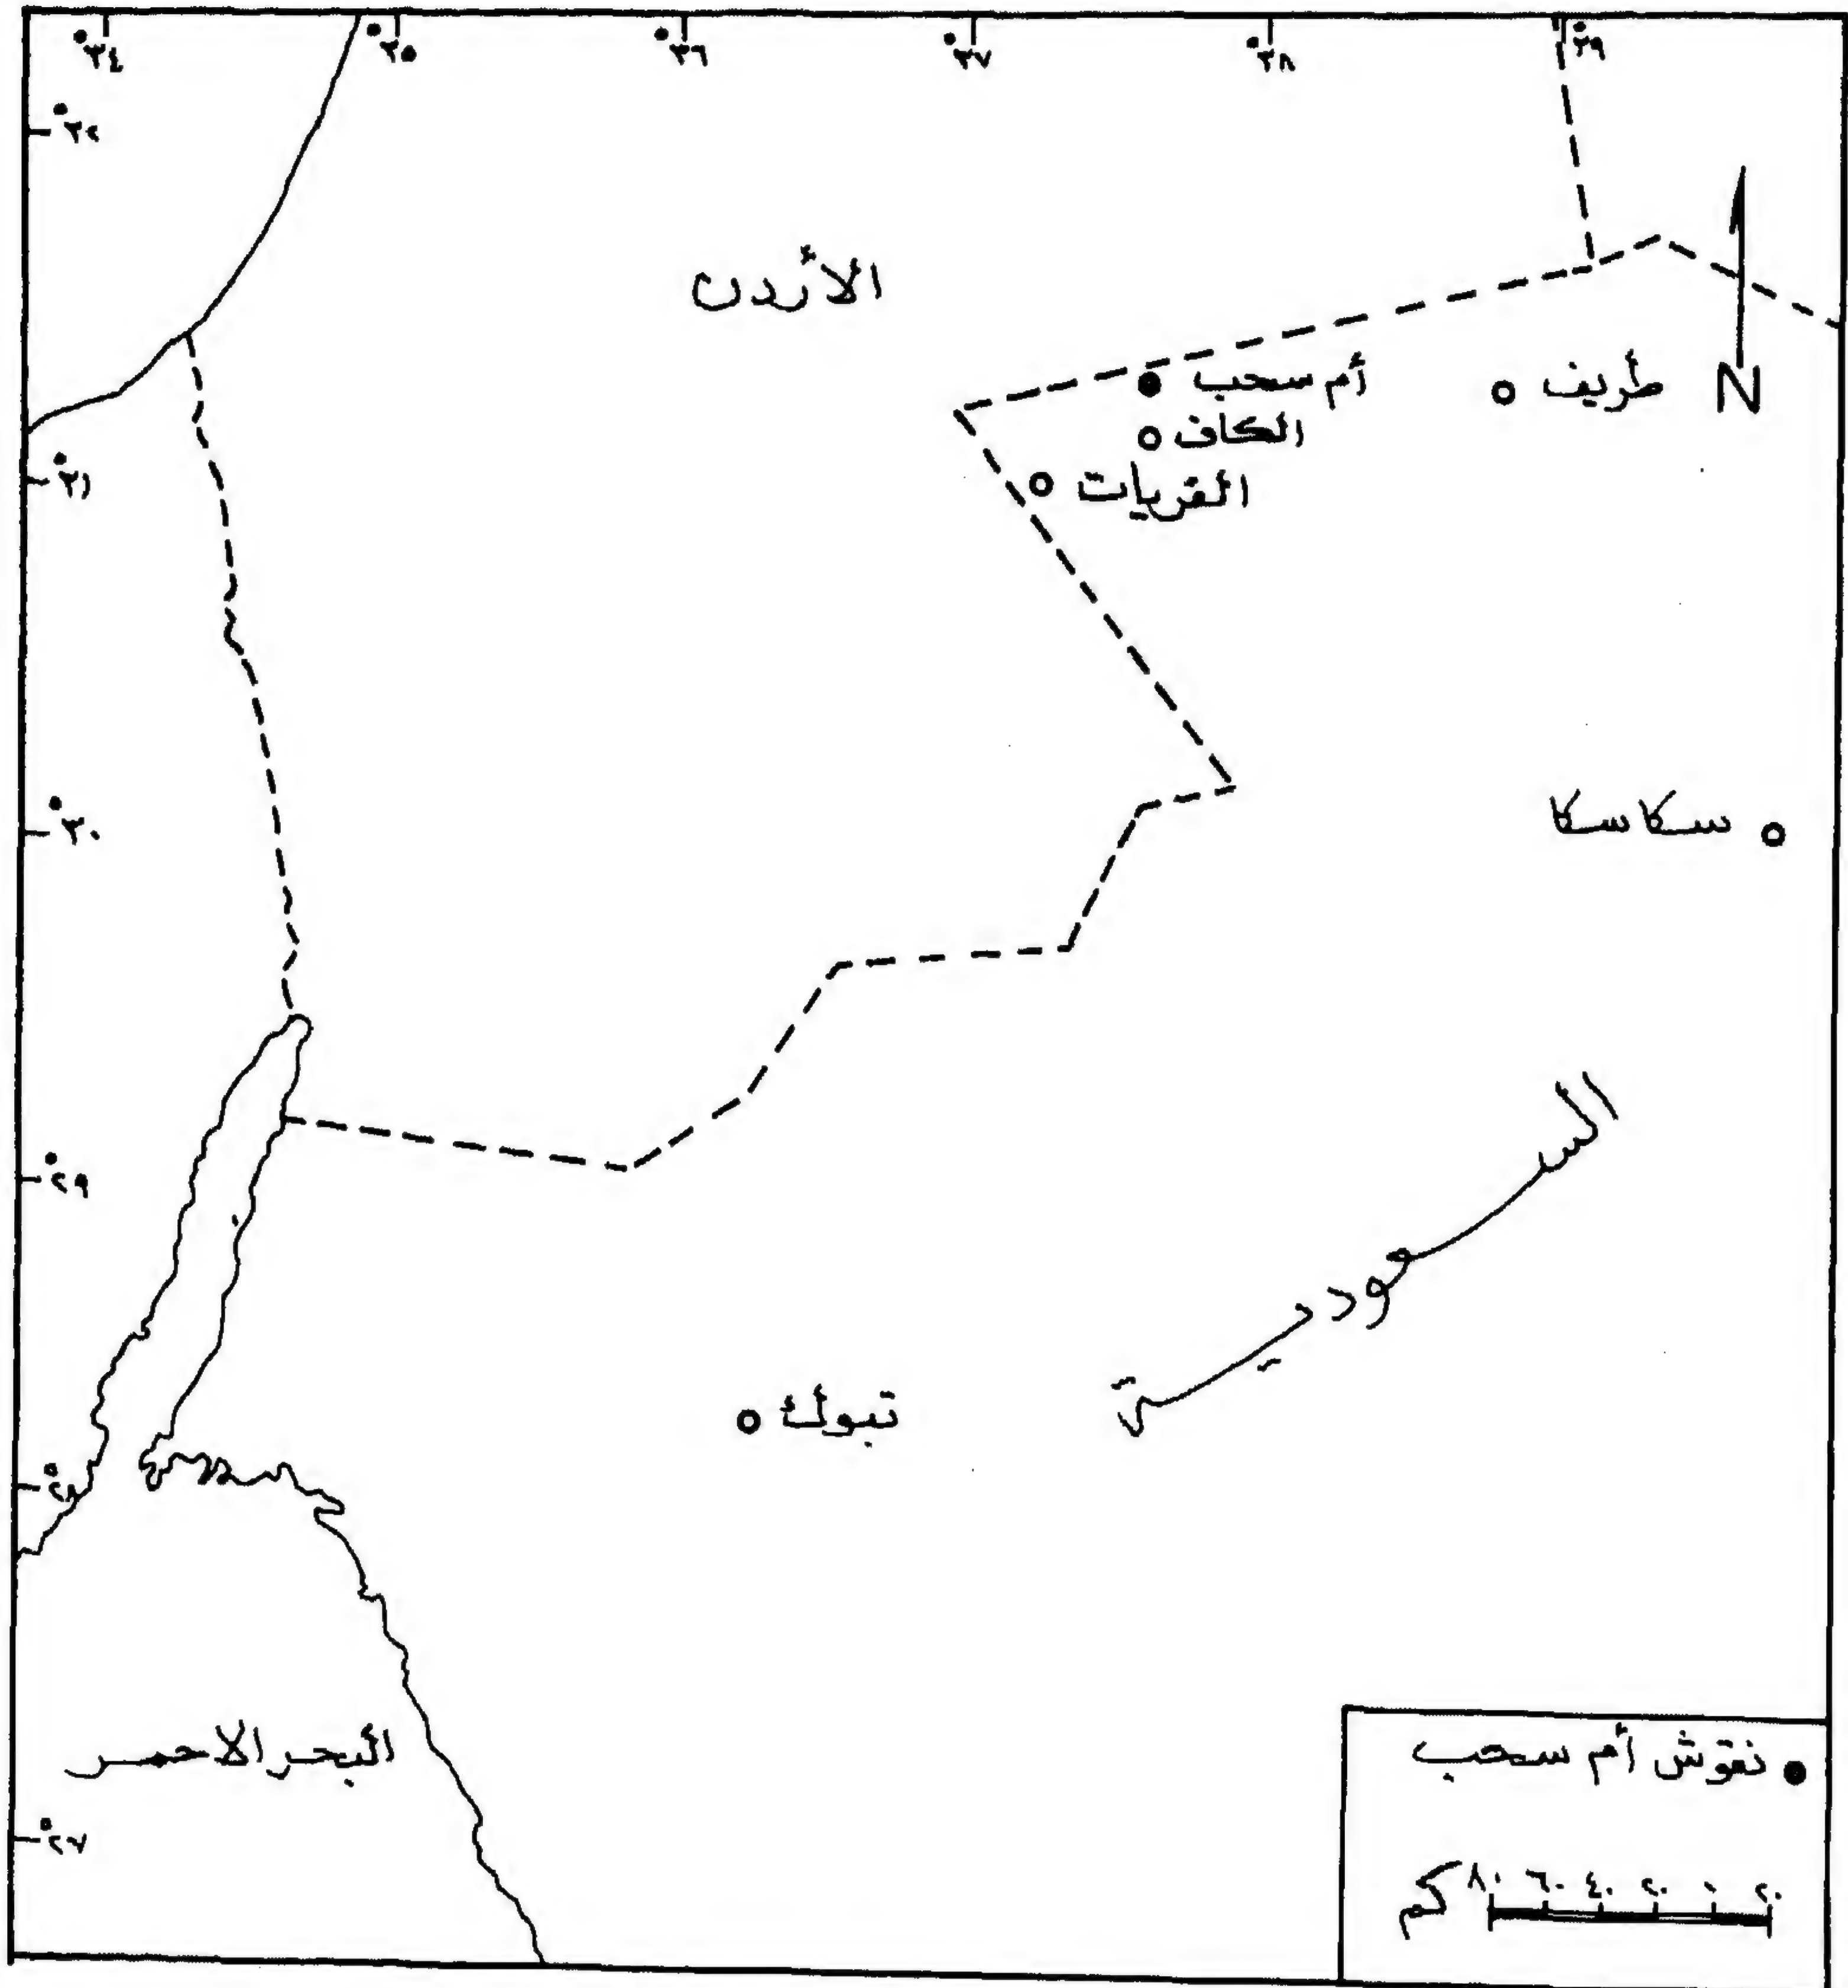 °٣٤ °٣٥ °٣٦ °٣٧ °٣٨ °٣٩
°٣٢
الأردن
أم سحب
طريف
N
الكاف
°٣١
القريات
°٣٠
سكاسكا
°٢٩
السعودية
تبوك
°٢٨
البحر الاحمر
نقوش أم سحب
°٢٧
كم ٨٠ ٦٠ ٤٠ ٢٠ ٠ ٢٠